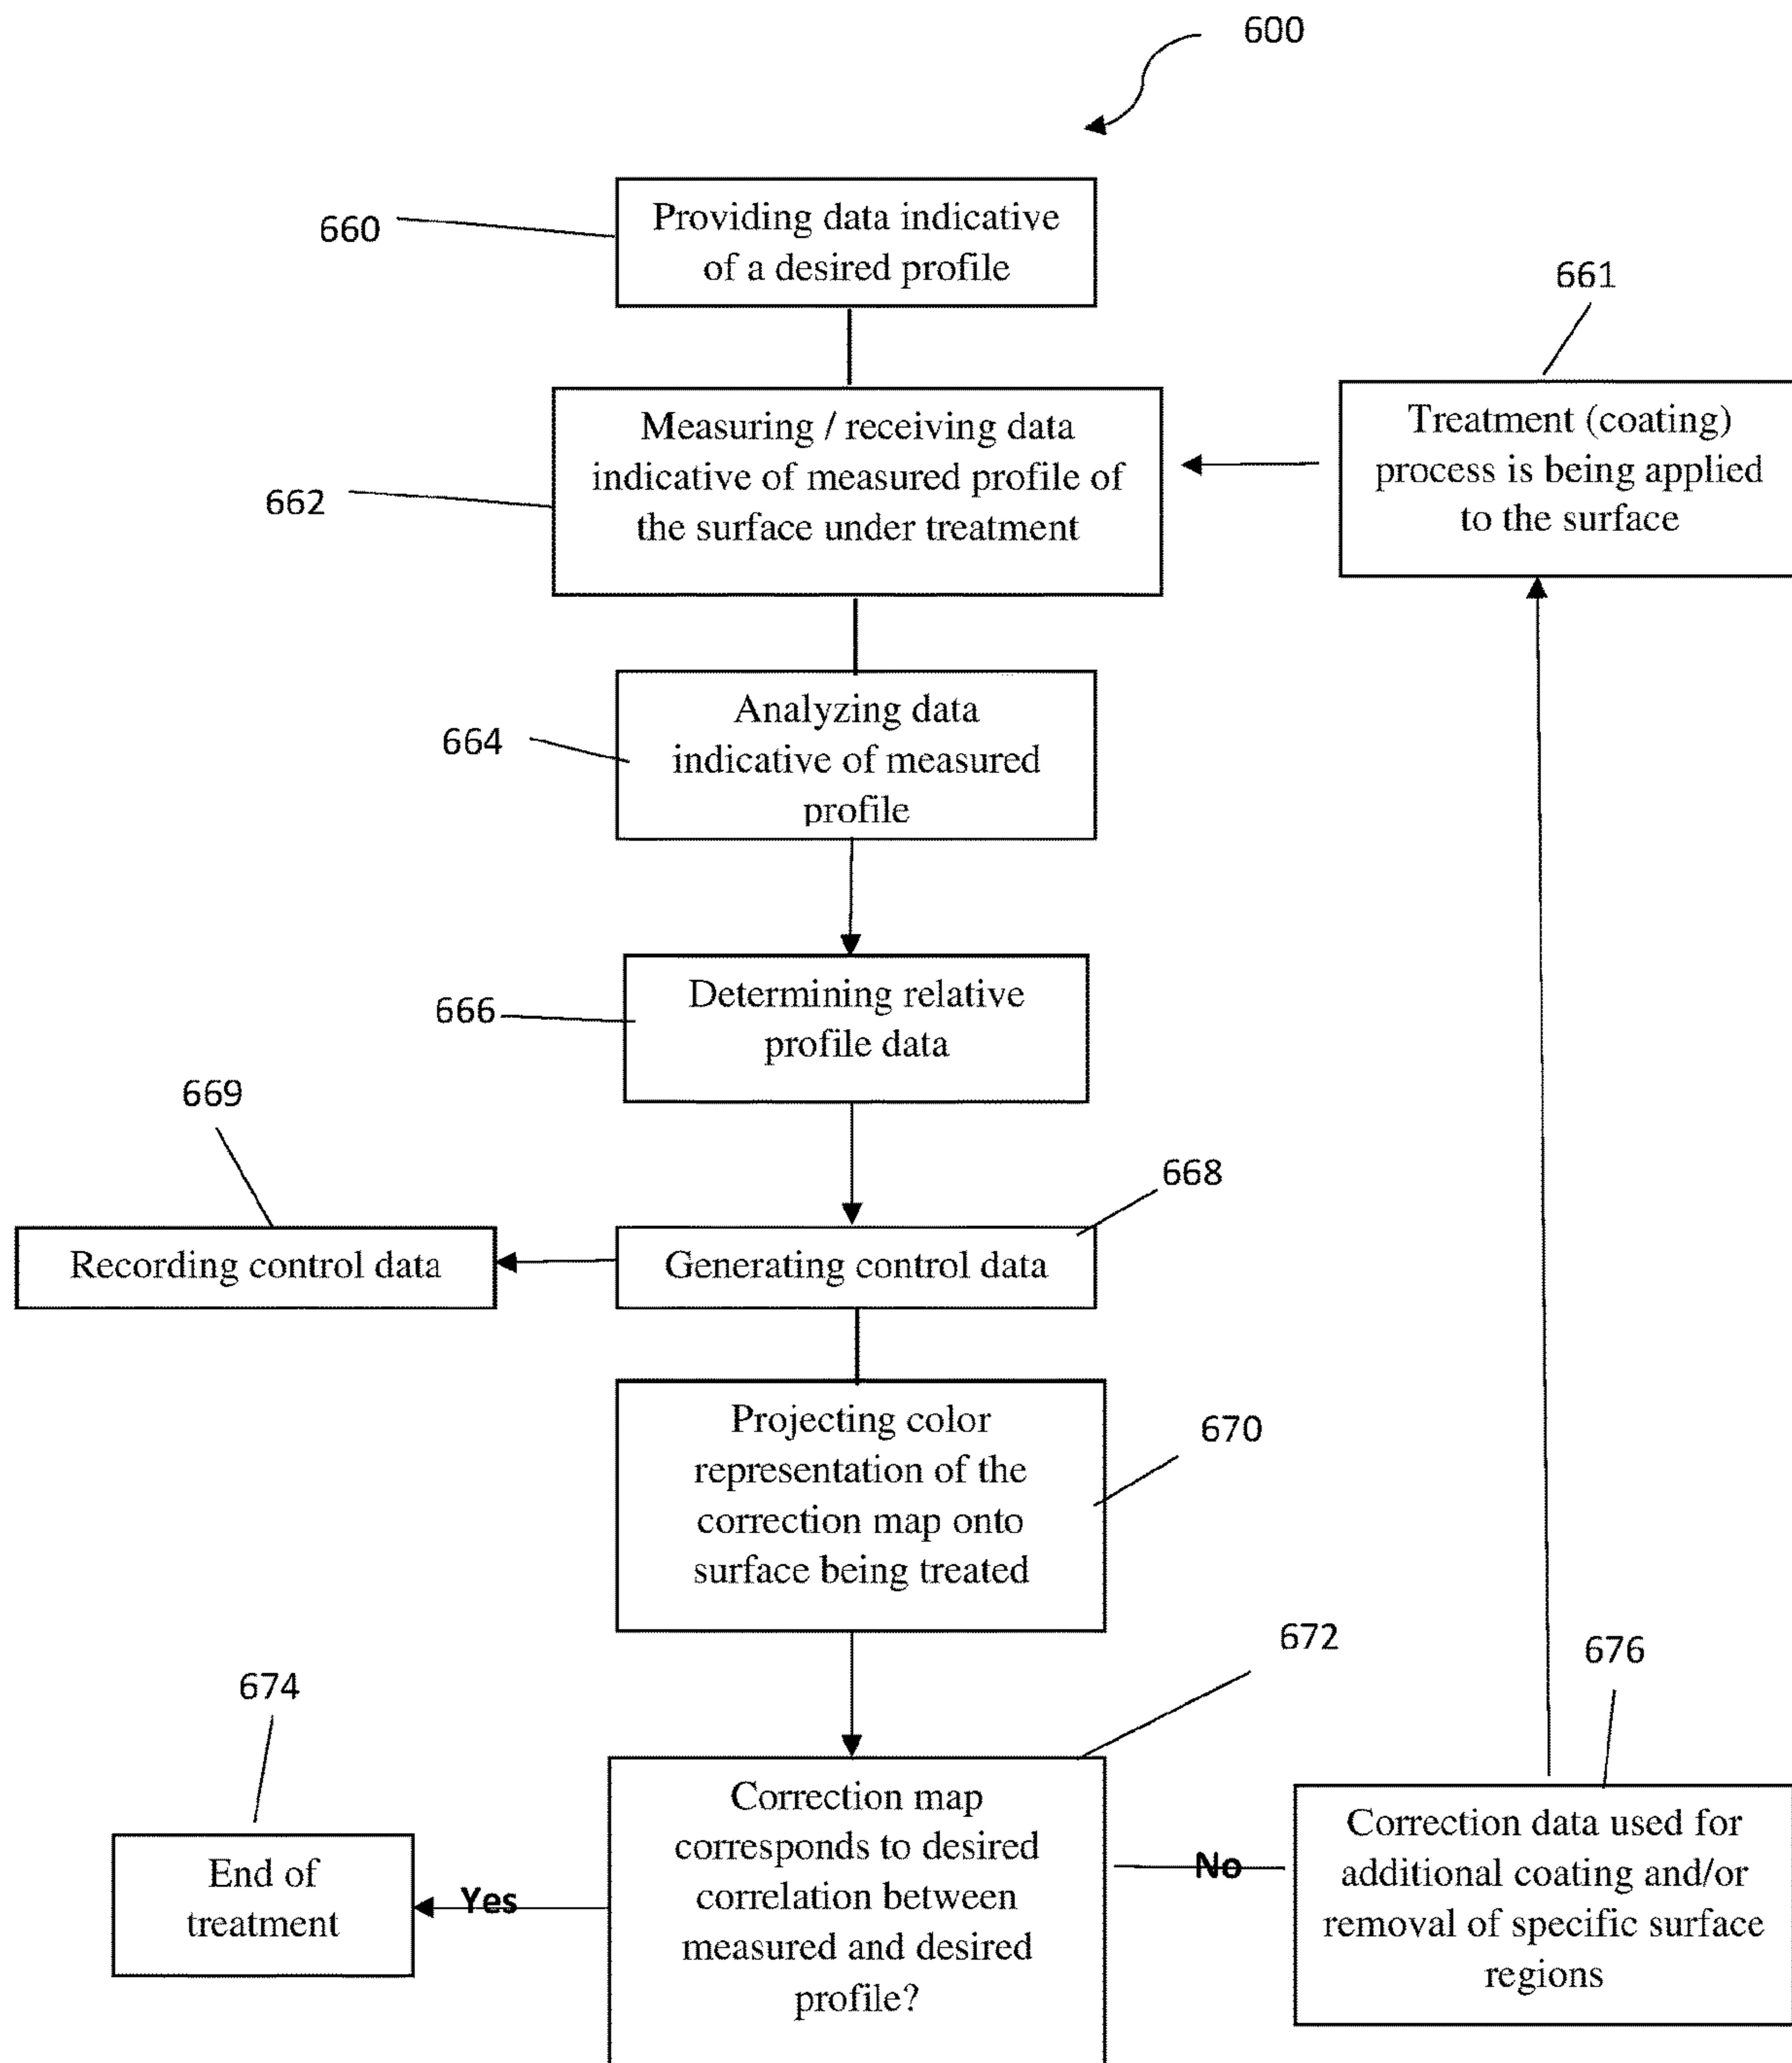 600
660
Providing data indicative
of a desired profile
661
Treatment (coating)
process is being applied
to the surface
662
Measuring / receiving data
indicative of measured profile of
the surface under treatment
664
Analyzing data
indicative of measured
profile
666
Determining relative
profile data
669
668
Recording control data
Generating control data
670
Projecting color
representation of the
correction map onto
surface being treated
672
676
674
Correction map
corresponds to desired
correlation between
measured and desired
profile?
End of
treatment
Yes
No
Correction data used for
additional coating and/or
removal of specific surface
regions